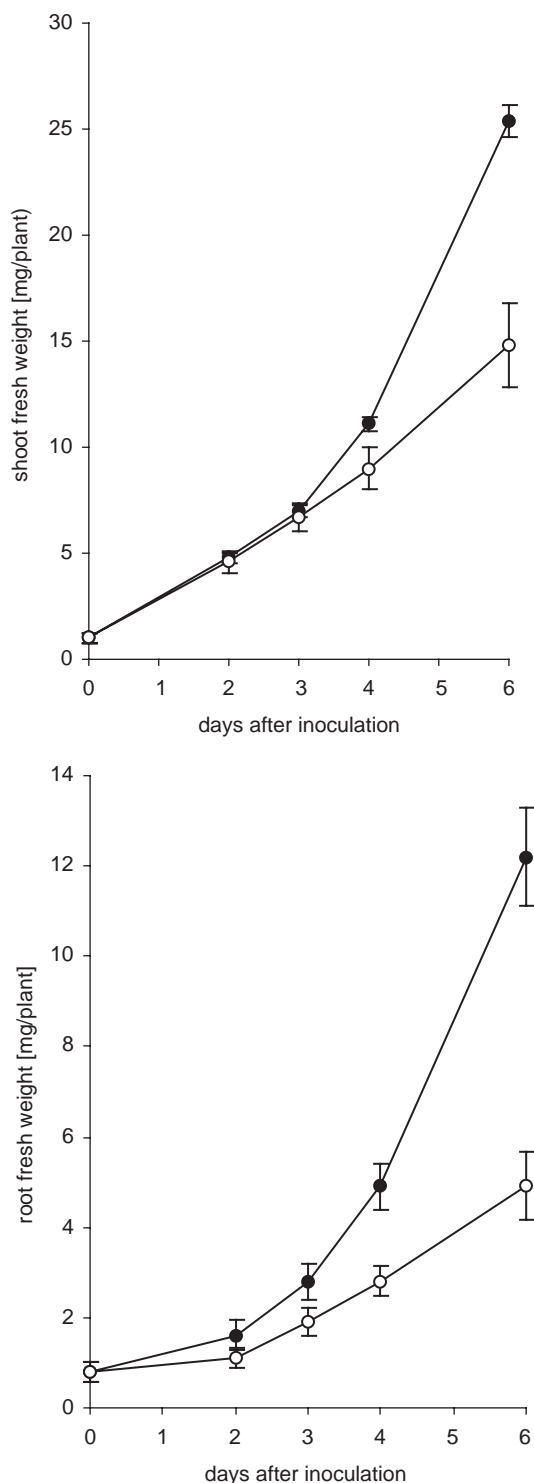 30
25
20
15
10
5
0
shoot fresh weight [mg/plant)
0 1 2 3 4 5 6
days after inoculation
14
12
10
8
6
4
2
0
root fresh weight [mg/plant]
0 1 2 3 4 5 6
days after inoculation